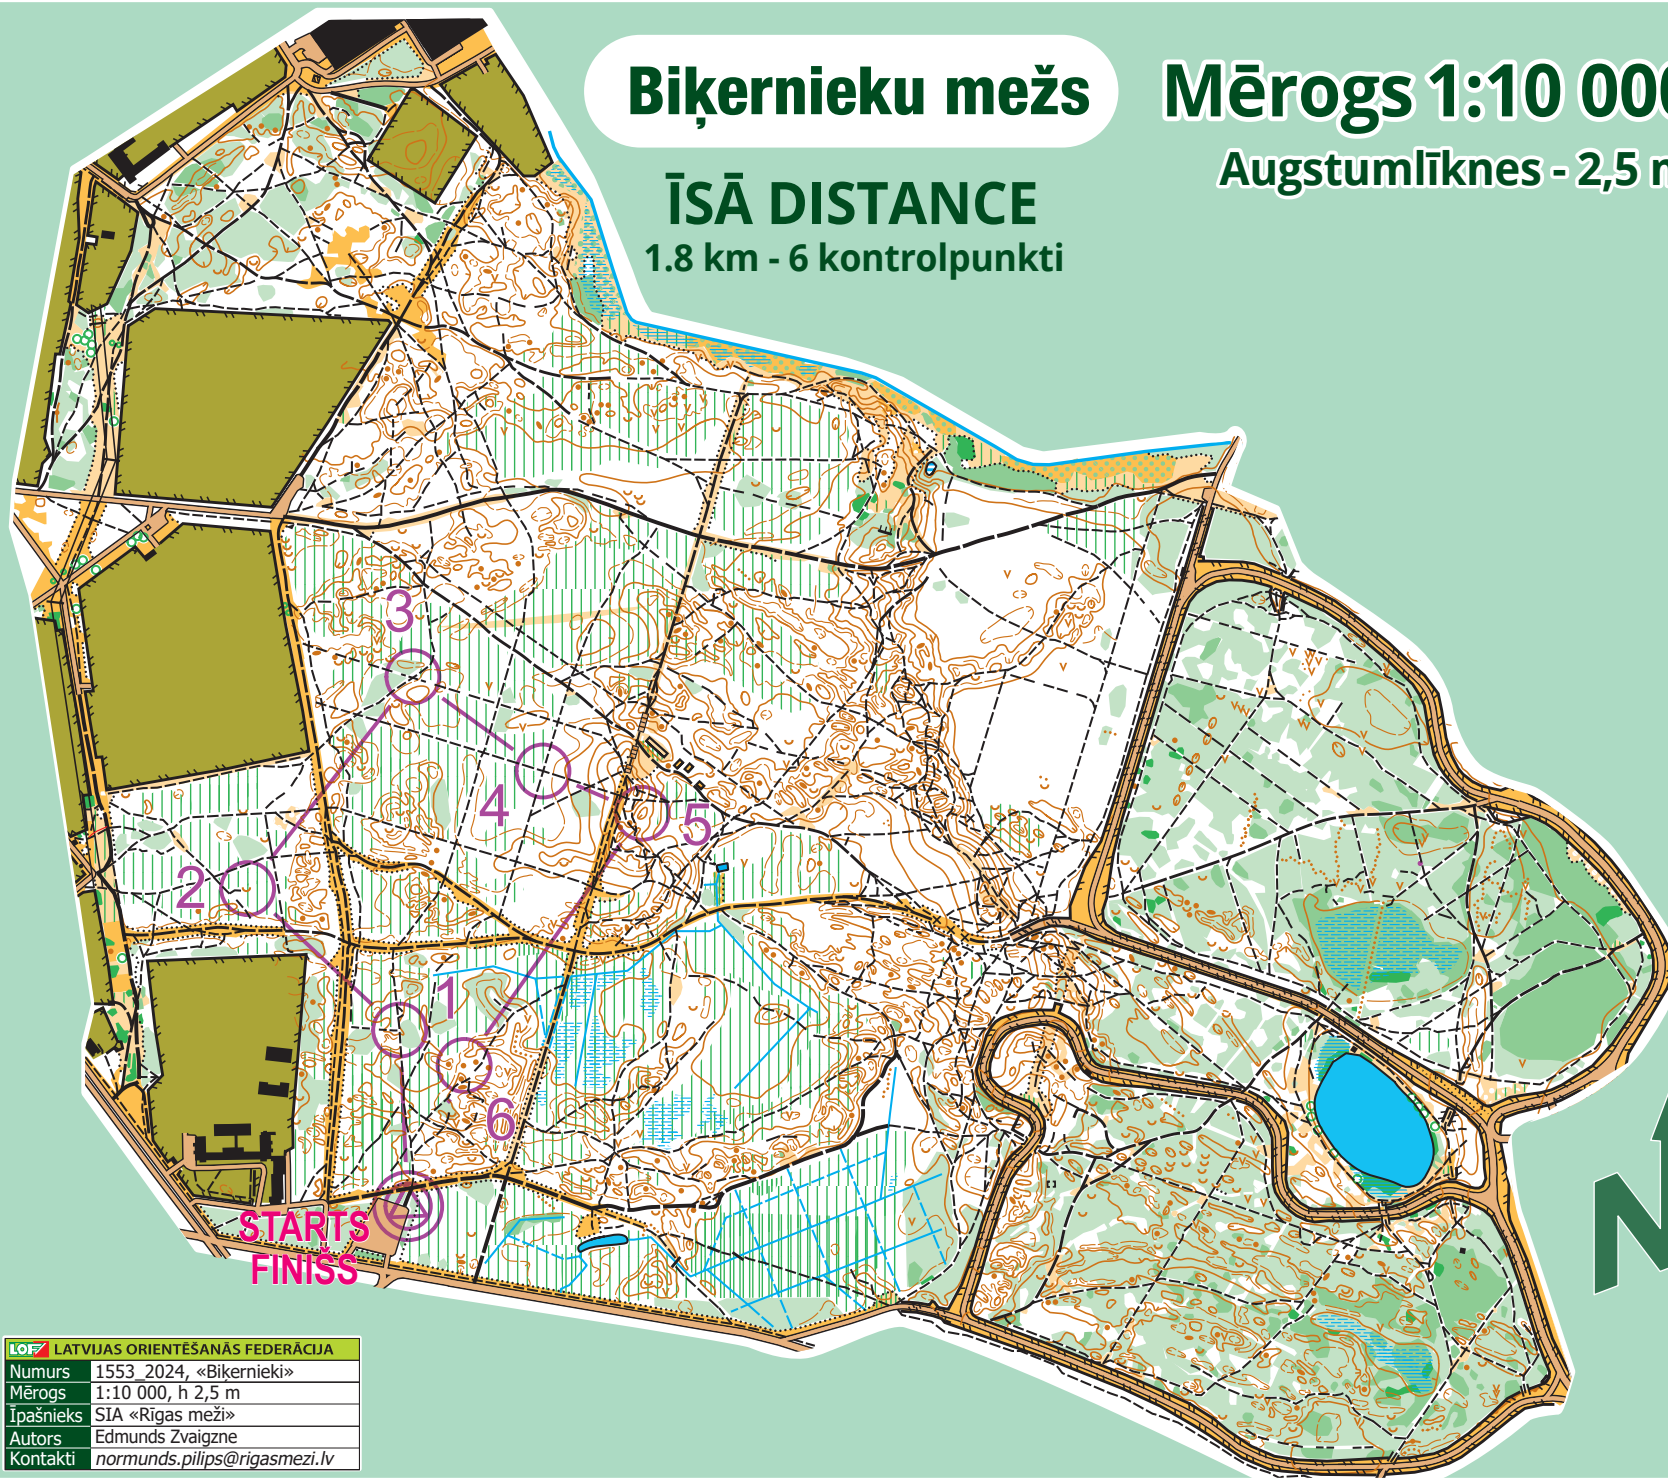 Biķernieku mežs
Mērogs 1:10 000
Augstumlīknes - 2,5
ĪSĀ DISTANCE
1.8 km - 6 kontrolpunkti
3
4
5
2
1
6
STARTS
FINIŠS
N
LOF LATVIJAS ORIENTĒŠANĀS FEDERĀCIJA
Numurs 1553_2024, «Biķernieki»
Mērogs 1:10 000, h 2,5 m
Īpašnieks SIA «Rīgas meži»
Autors Edmunds Zvaigzne
Kontakti normunds.pilips@rigasmezi.lv